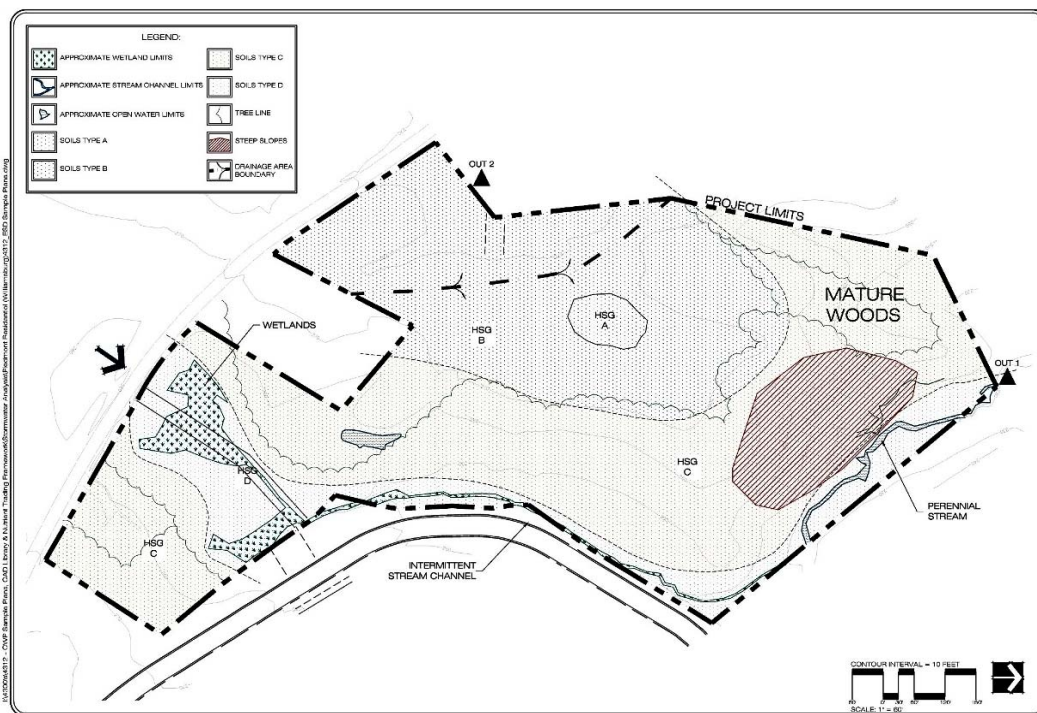 LEGEND:
APPROXIMATE WETLAND LIMITS
APPROXIMATE STREAM CHANNEL LIMITS
APPROXIMATE OPEN WATER LIMITS
SOILS TYPE A
SOILS TYPE B
SOILS TYPE C
SOILS TYPE D
TREE LINE
STEEP SLOPES
DRAINAGE AREA
BOUNDARY
OUT 2
PROJECT LIMITS
MATURE
WOODS
WETLANDS
HSG
A
HSG
B
OUT 1
HSG
C
HSG
D
PERENNIAL
STREAM
HSG
C
INTERMITTENT
STREAM CHANNEL
CONTOUR INTERVAL = 10 FEET
SCALE: 1" = 60'